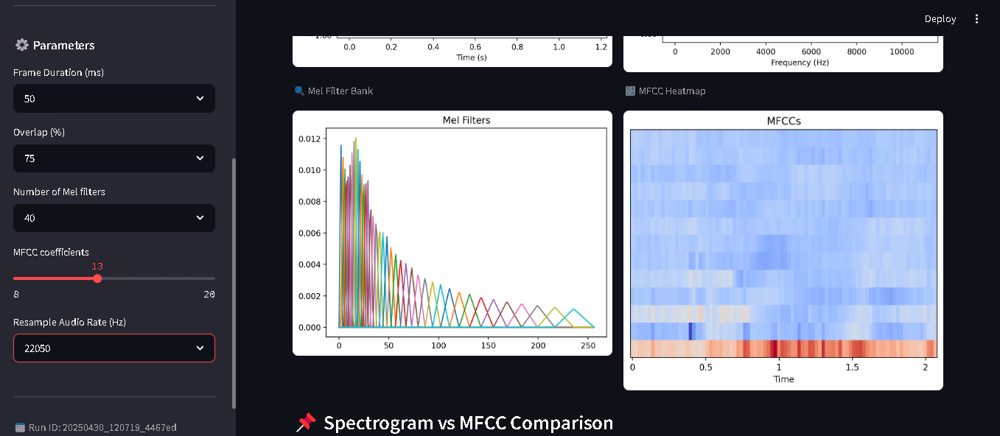 Deploy
Parameters
Frame Duration (ms)
50
Overlap (%)
75
Number of Mel filters
40
MFCC coefficients
13
8 20
Resample Audio Rate (Hz)
22050
Run ID: 20250430_120719_4467ed
0.0 0.2 0.4 0.6 0.8 1.0 1.2
Time (s)
0 2000 4000 6000 8000 10000
Frequency (Hz)
Mel Filter Bank
Mel Filters
0.012
0.010
0.008
0.006
0.004
0.002
0.000
0 50 100 150 200 250
MFCC Heatmap
MFCCs
0 0.5 1 1.5 2
Time
Spectrogram vs MFCC Comparison